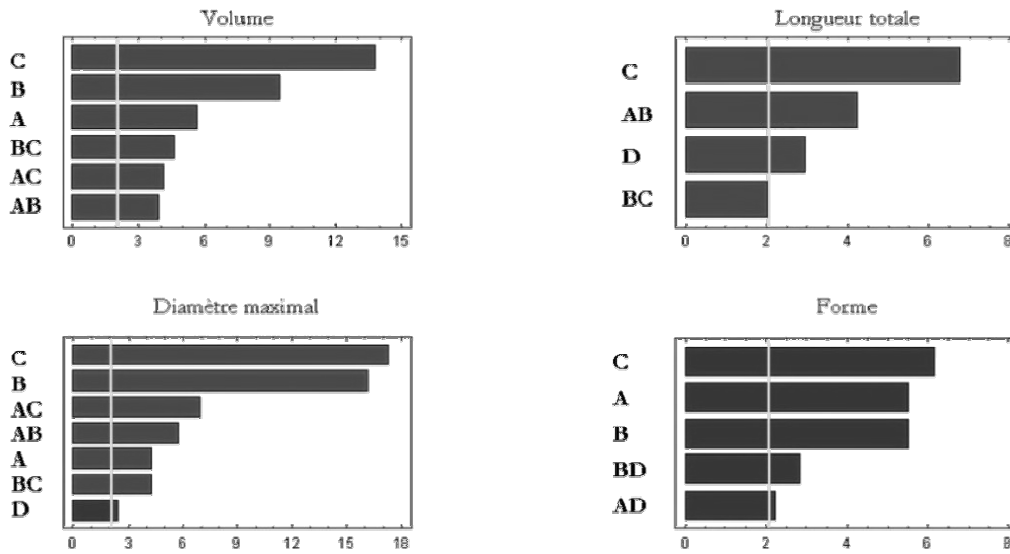 Volume
C
B
A
BC
AC
AB
0 3 6 9 12 15
Longueur totale
C
AB
D
BC
0 2 4 6 8
Diamètre maximal
C
B
AC
AB
A
BC
D
0 3 6 9 12 15 18
Forme
C
A
B
BD
AD
0 2 4 6 8